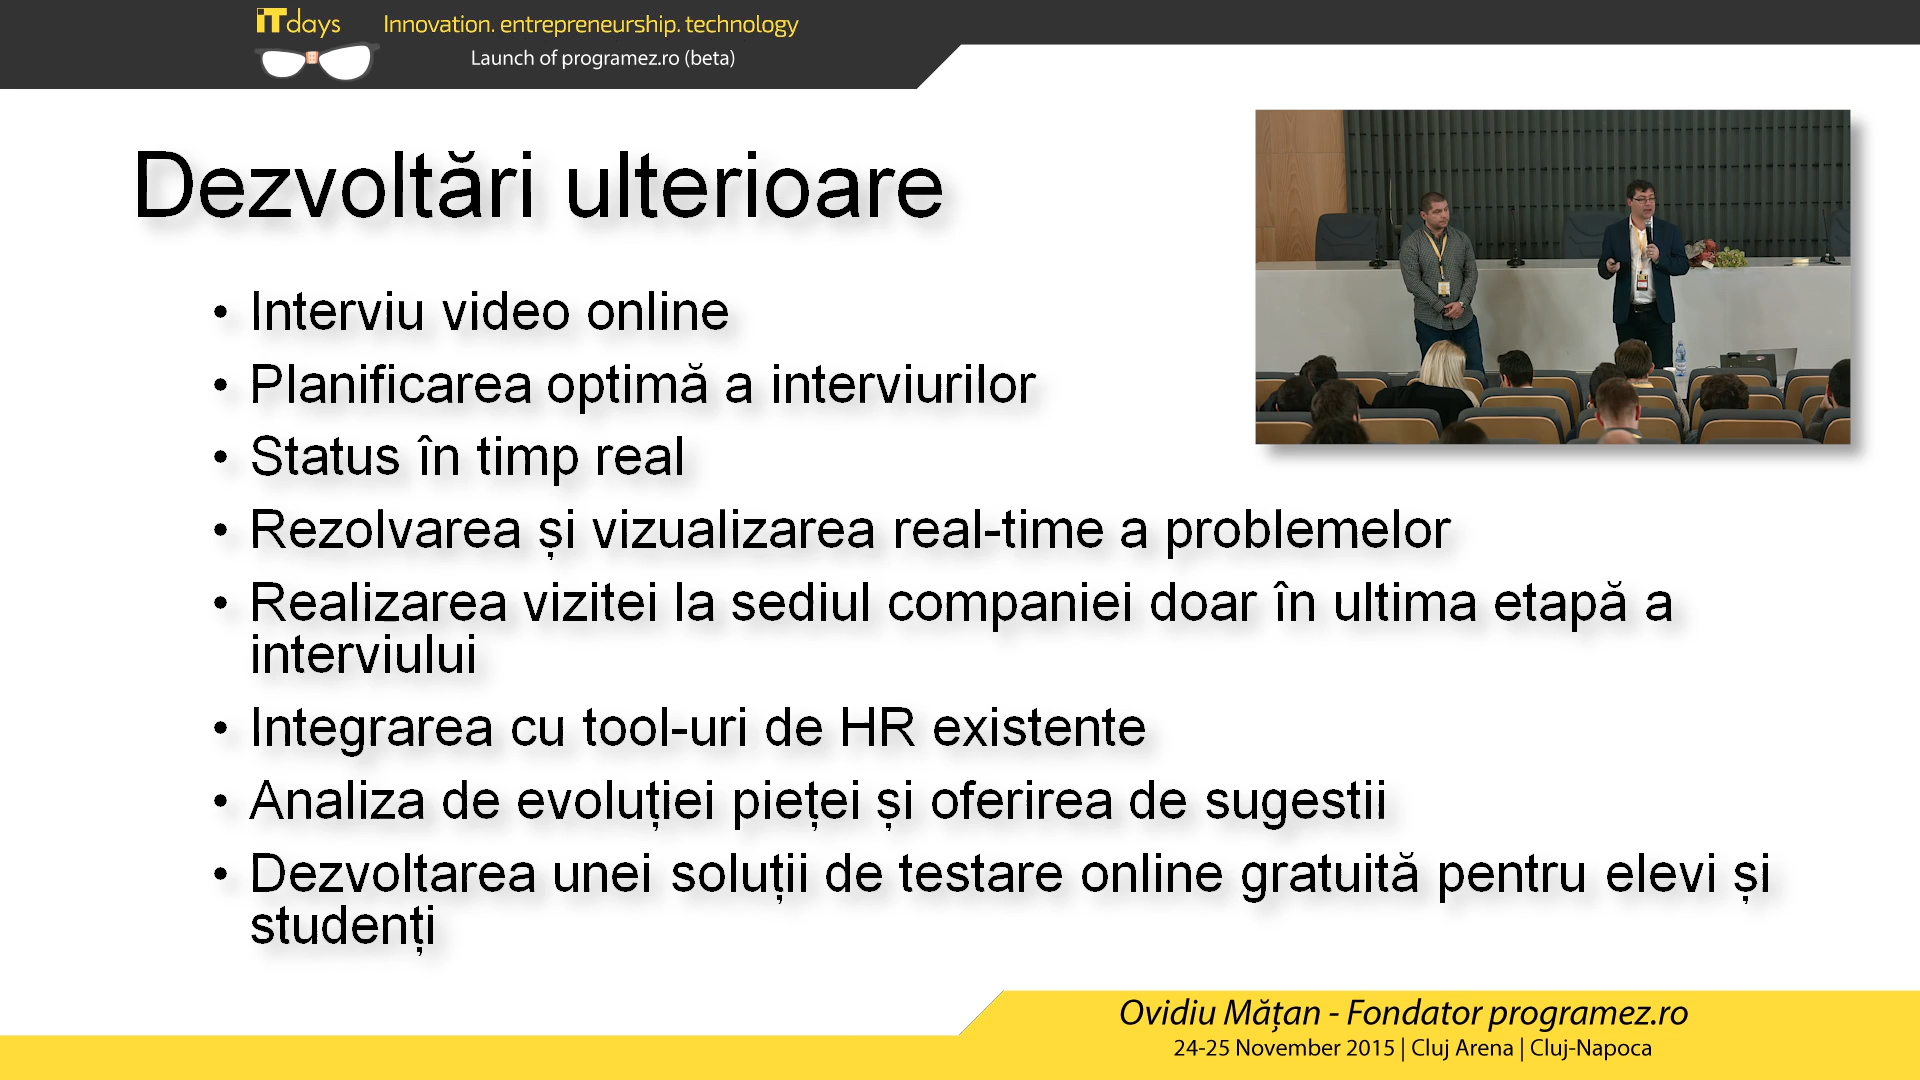 iTdays
Innovation. entrepreneurship. technology
Launch of programez.ro (beta)
Dezvoltări ulterioare
• Interviu video online
• Planificarea optimă a interviurilor
• Status în timp real
• Rezolvarea și vizualizarea real-time a problemelor
• Realizarea vizitei la sediul companiei doar în ultima etapă a
interviului
• Integrarea cu tool-uri de HR existente
• Analiza de evoluției pieței și oferirea de sugestii
• Dezvoltarea unei soluții de testare online gratuită pentru elevi și
studenți
Ovidiu Mățan - Fondator programez.ro
24-25 November 2015 | Cluj Arena | Cluj-Napoca